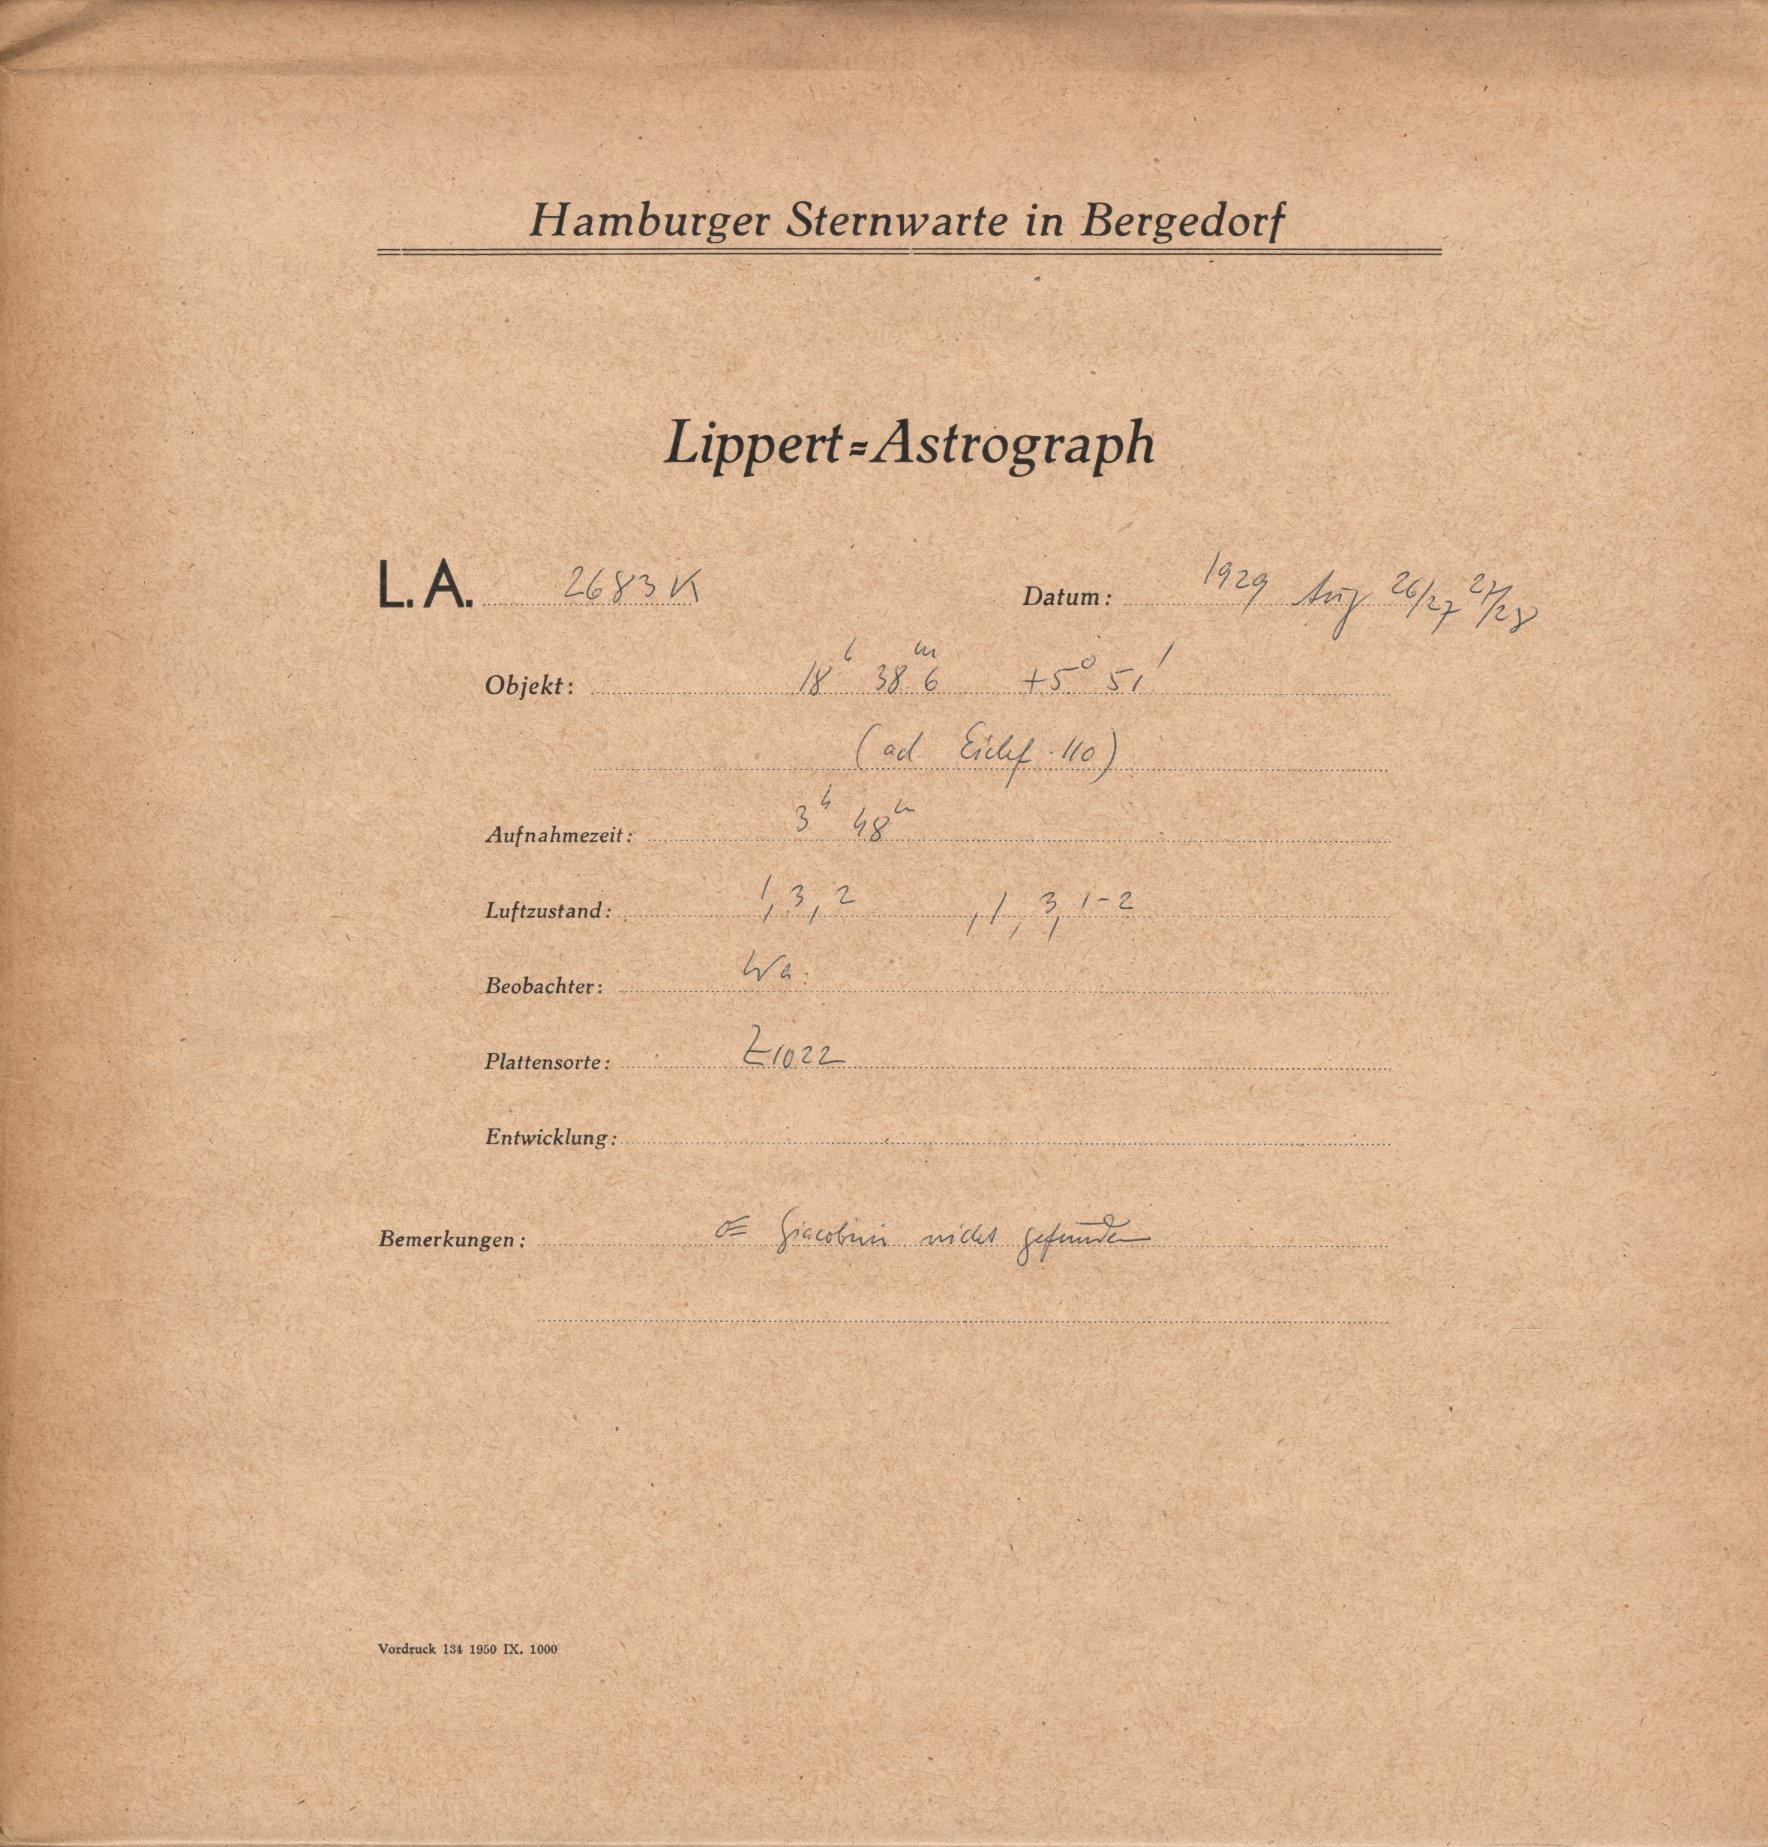 Hamburger Sternwarte in Bergedorf
Lippert=Astrograph
L. A. 2683 K Datum: 1929 Aug 26/27 27/28
Objekt: 18h 38m6 +5° 51'
(ad Eichf. 110)
Aufnahmezeit: 3h 48m
Luftzustand: 1, 3, 2 , 1, 3, 1-2
Beobachter: Wa.
Plattensorte: Z1022
Entwicklung:
Bemerkungen: Giacobini nicht gefunden
Vordruck 134 1950 IX. 1000